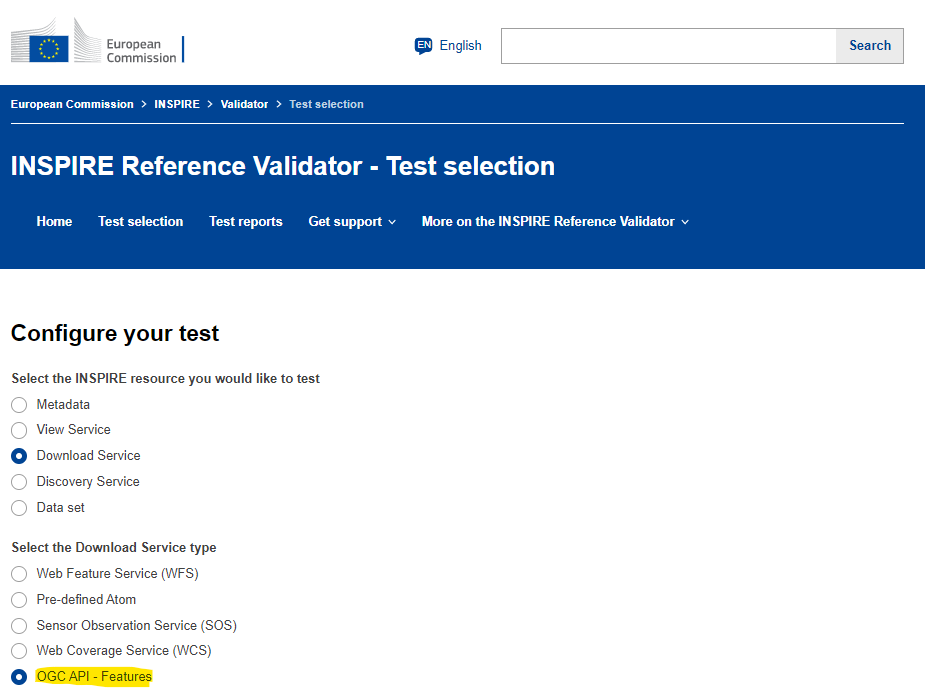 European
Commission
EN English
Search
European Commission > INSPIRE > Validator > Test selection
INSPIRE Reference Validator - Test selection
Home Test selection Test reports Get support More on the INSPIRE Reference Validator
Configure your test
Select the INSPIRE resource you would like to test
Metadata
View Service
Download Service
Discovery Service
Data set
Select the Download Service type
Web Feature Service (WFS)
Pre-defined Atom
Sensor Observation Service (SOS)
Web Coverage Service (WCS)
OGC API - Features